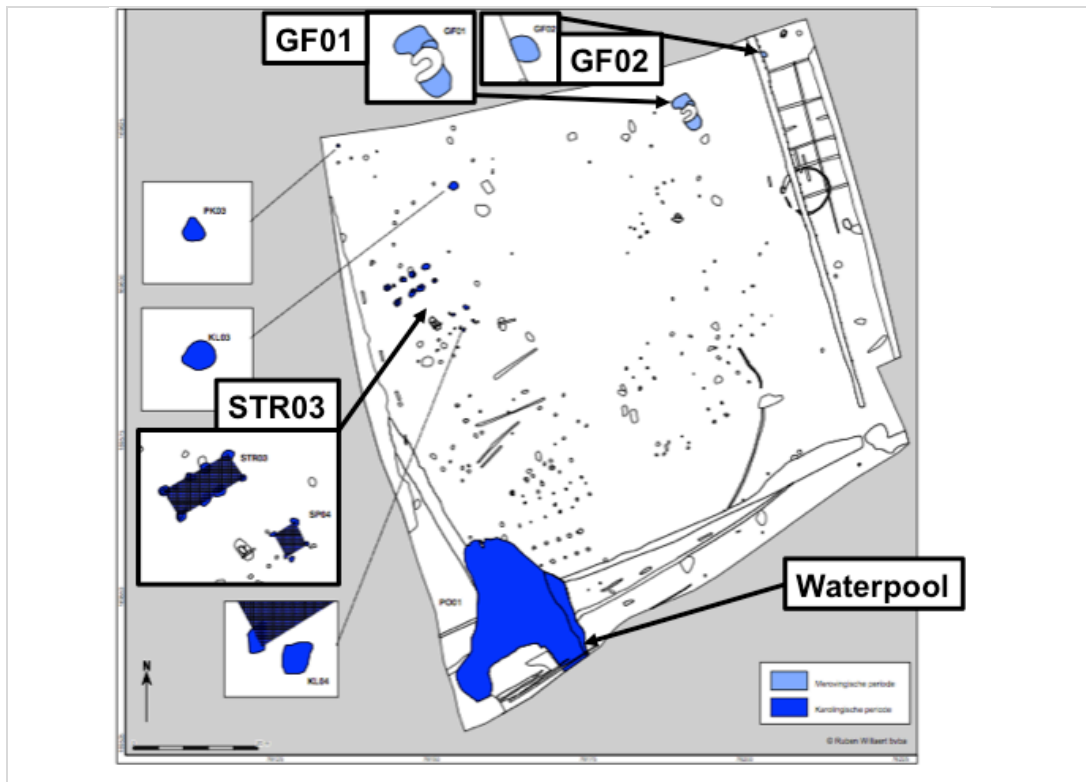 GF01
GF01
GF02
GF02
PK03
KL03
STR03
STR03
SP04
KL04
PO01
Waterpool
N
Merovingische periode
Karolingische periode
© Ruben Willaert bvba